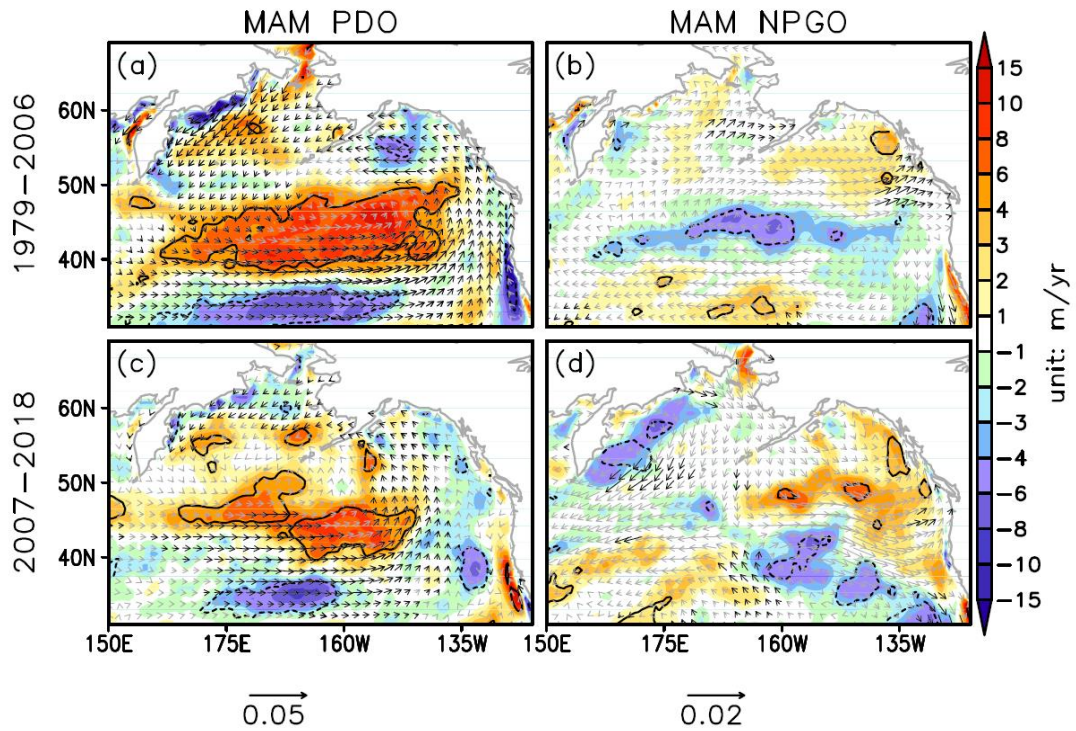 MAM PDO MAM NPGO
(a) (b)
1979−2006
60N
50N
40N
(c) (d)
2007−2018
60N
50N
40N
150E 175E 160W 135W 150E 175E 160W 135W
0.05 0.02
15
10
8
6
4
3
2
1
−1
−2
−3
−4
−6
−8
−10
−15
unit: m/yr